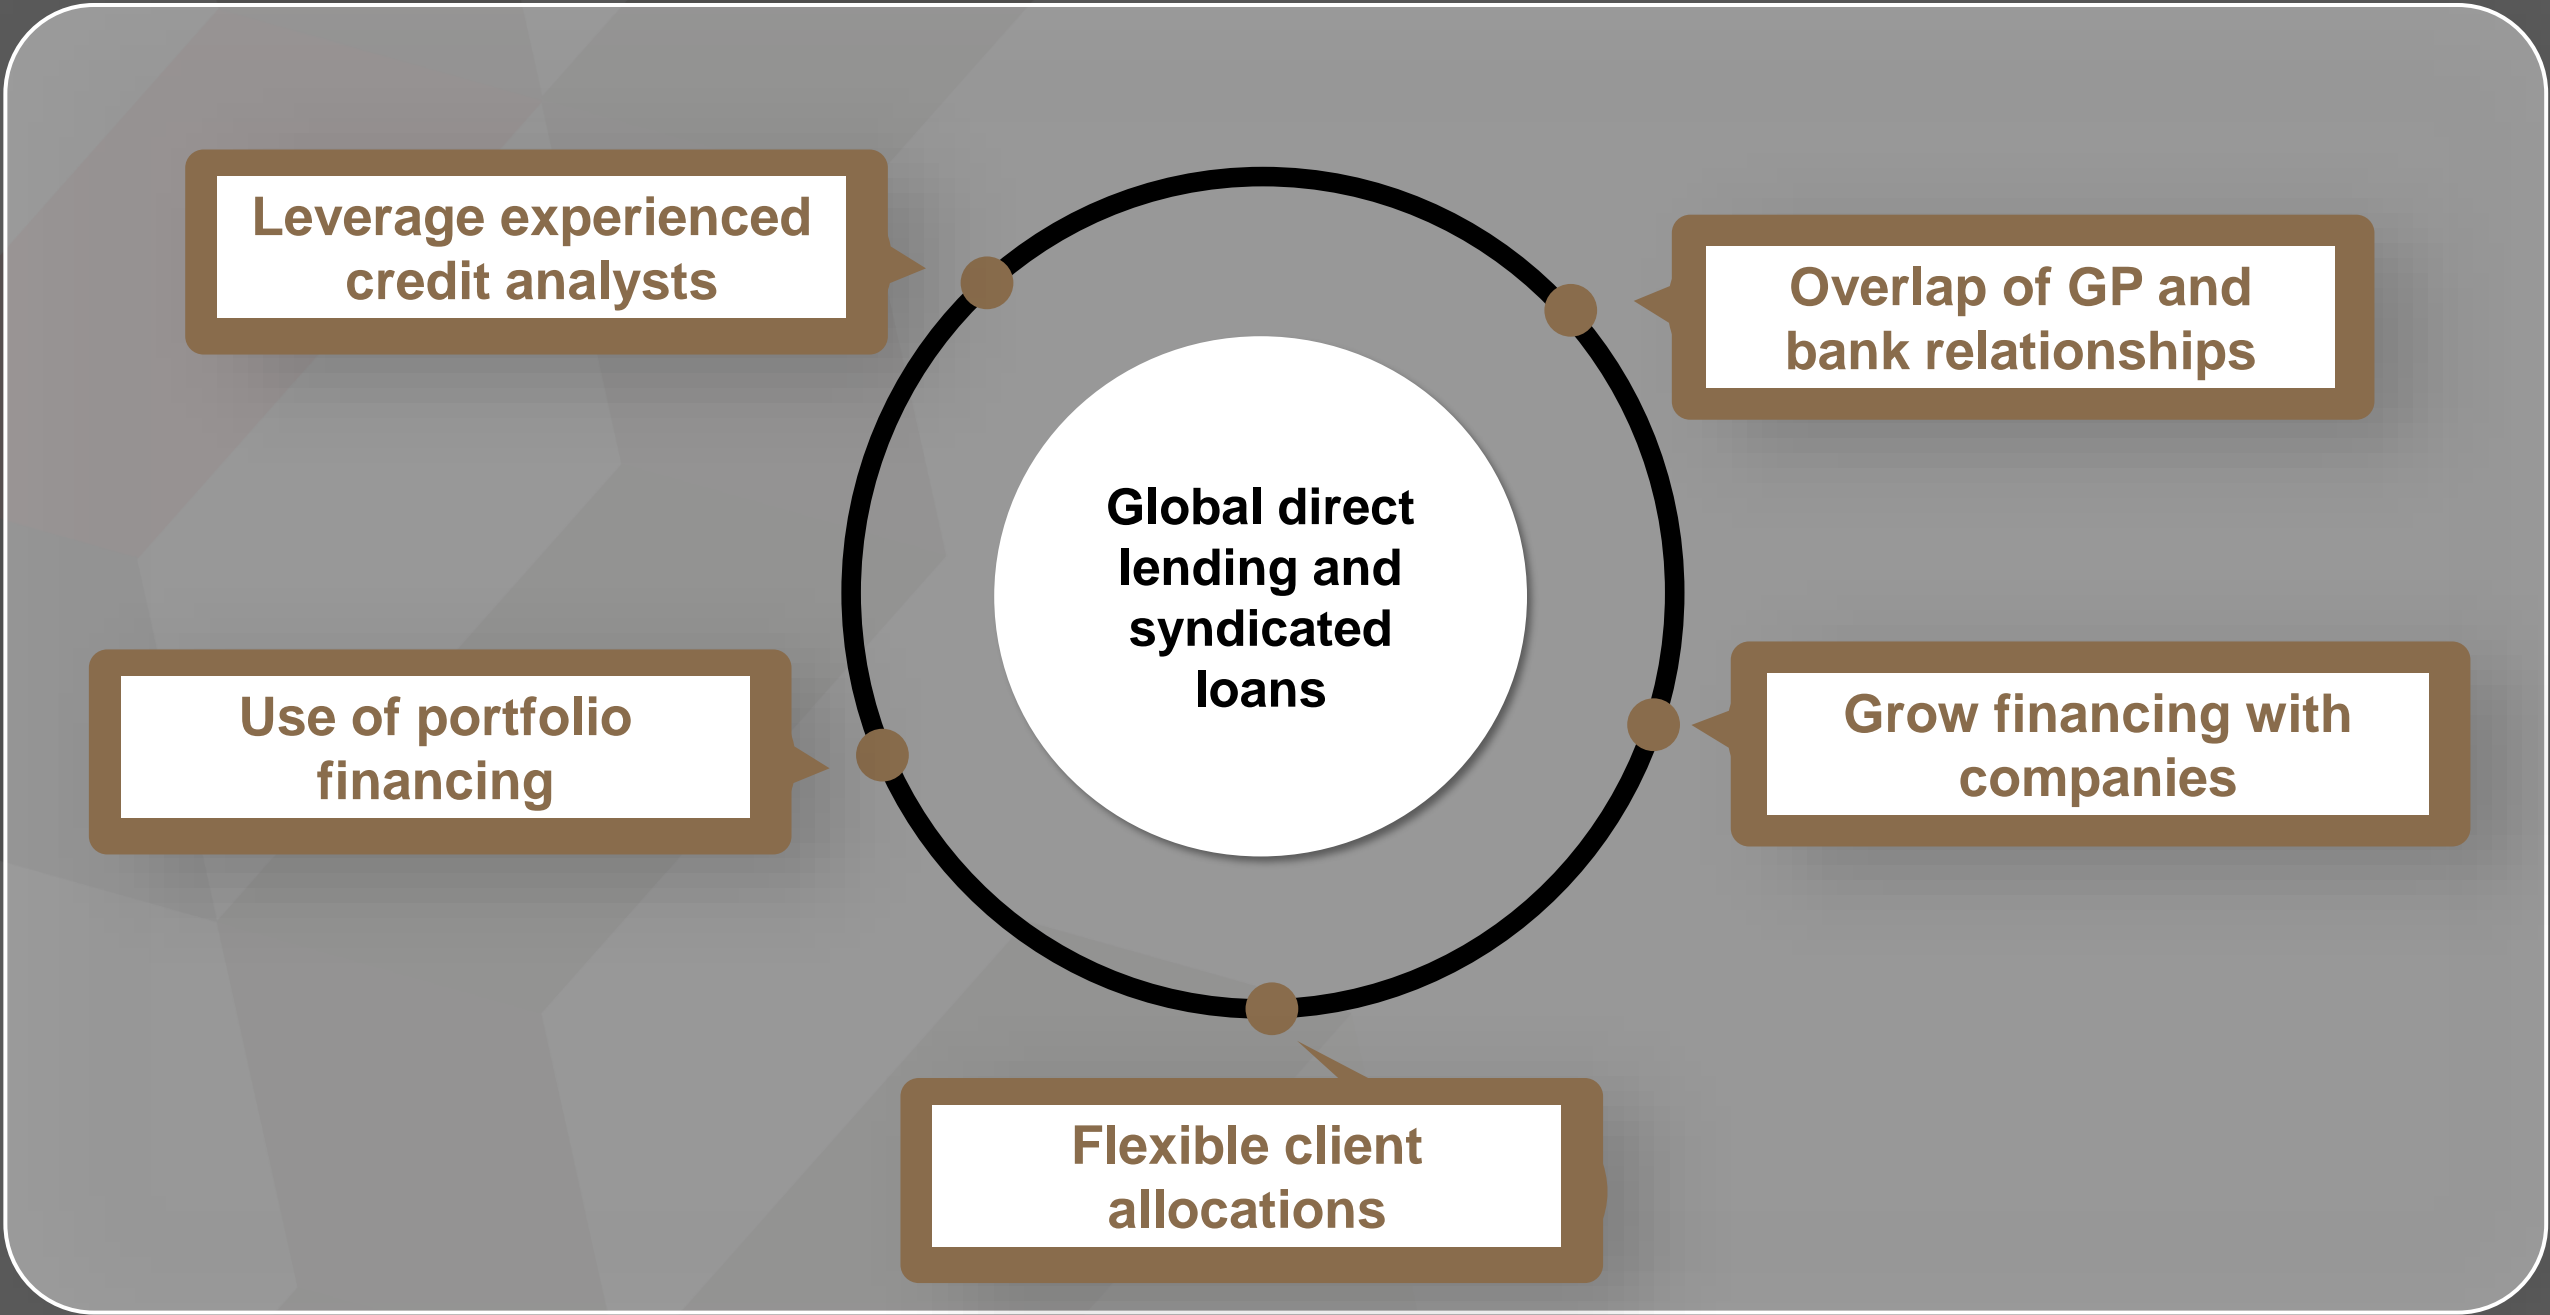 Leverage experienced
credit analysts
Overlap of GP and
bank relationships
Global direct
lending and
syndicated
loans
Use of portfolio
financing
Grow financing with
companies
Flexible client
allocations